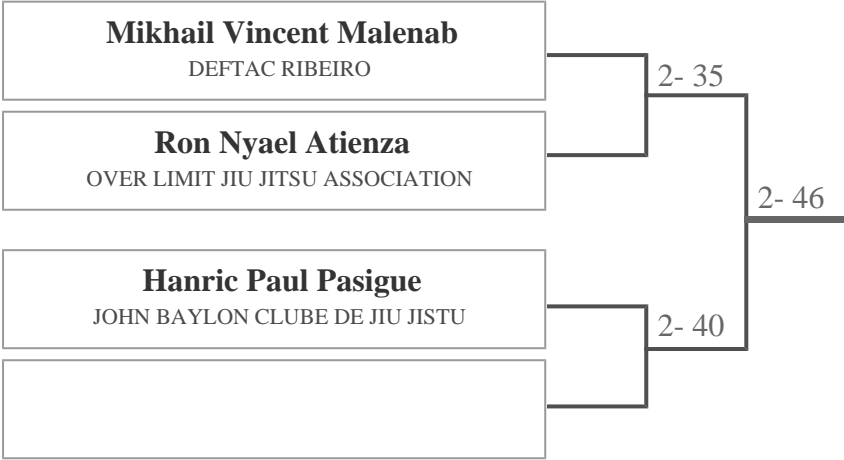 Mikhail Vincent Malenab
DEFTAC RIBEIRO
2- 35
Ron Nyael Atienza
OVER LIMIT JIU JITSU ASSOCIATION
2- 46
Hanric Paul Pasigue
JOHN BAYLON CLUBE DE JIU JISTU
2- 40